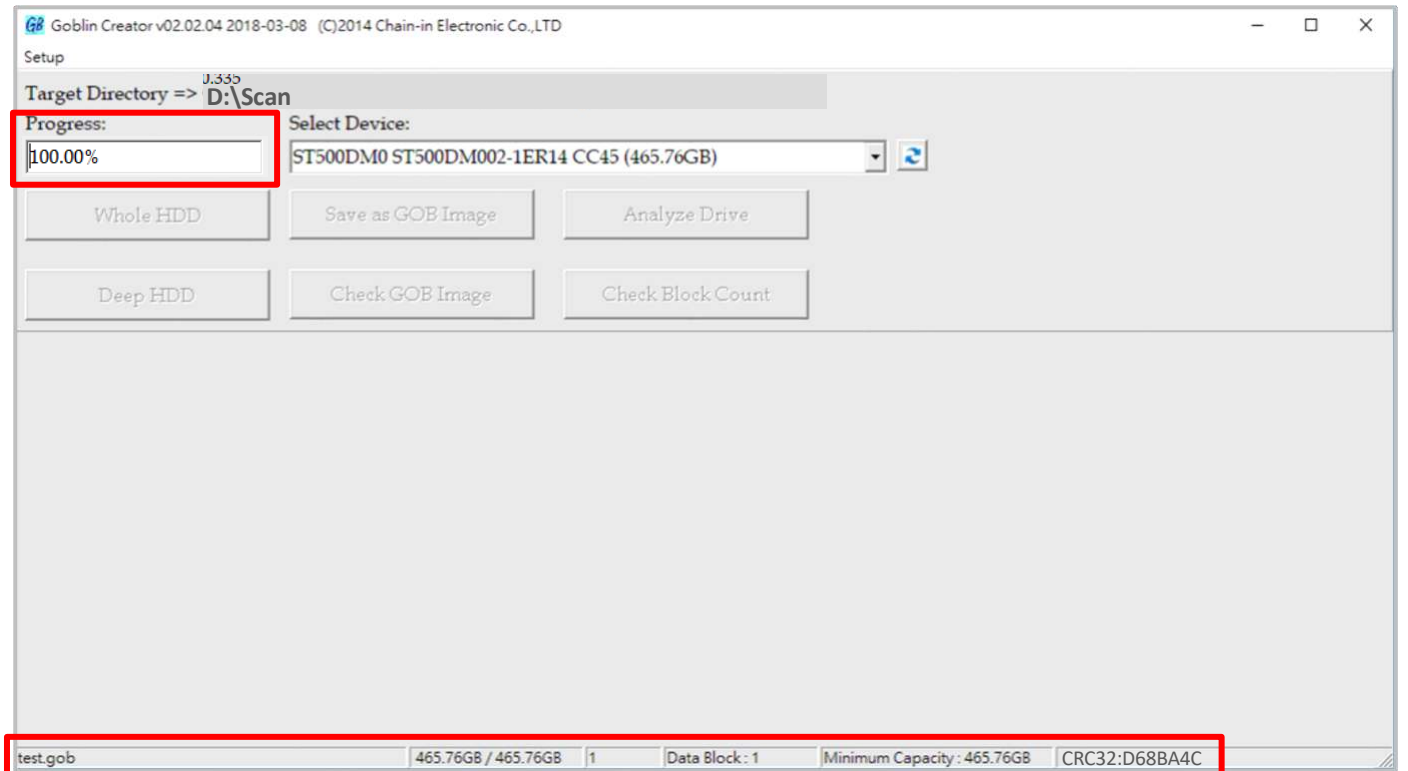 GB Goblin Creator v02.02.04 2018-03-08 (C)2014 Chain-in Electronic Co.,LTD
Setup
0.335
Target Directory => D:\Scan
Progress: Select Device:
100.00% ST500DM0 ST500DM002-1ER14 CC45 (465.76GB)
Whole HDD Save as GOB Image Analyze Drive
Deep HDD Check GOB Image Check Block Count
test.gob 465.76GB / 465.76GB 1 Data Block : 1 Minimum Capacity : 465.76GB CRC32:D68BA4C